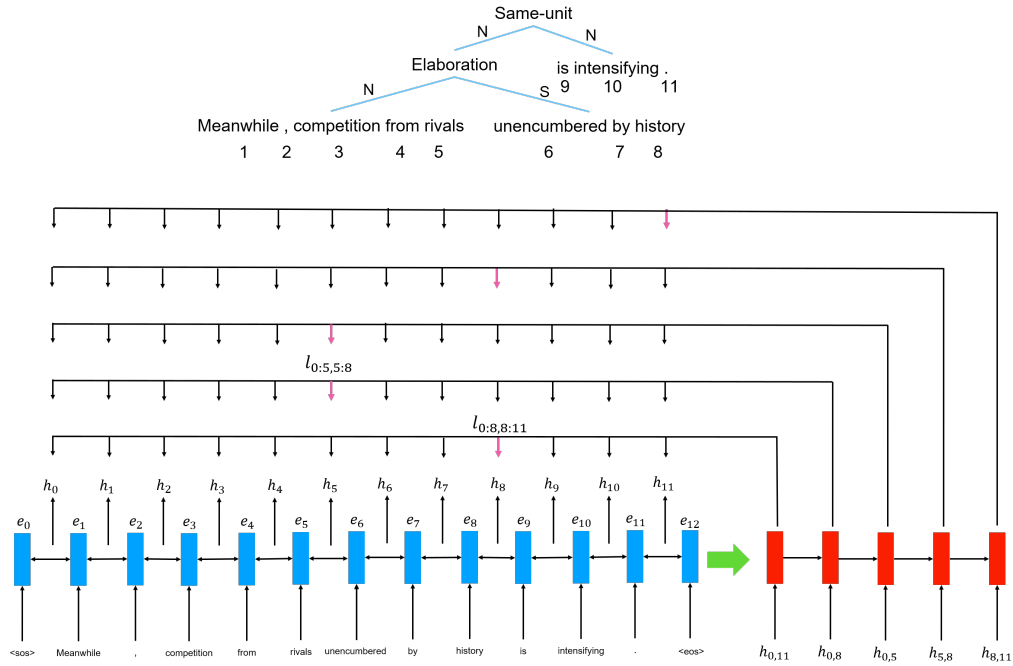 Same-unit
N N
Elaboration is intensifying .
9 10 11
N S
Meanwhile , competition from rivals unencumbered by history
1 2 3 4 5 6 7 8
l0:5,5:8
l0:8,8:11
h0 h1 h2 h3 h4 h5 h6 h7 h8 h9 h10 h11
e0 e1 e2 e3 e4 e5 e6 e7 e8 e9 e10 e11 e12
<sos> Meanwhile , competition from rivals unencumbered by history is intensifying . <eos> h0,11 h0,8 h0,5 h5,8 h8,11